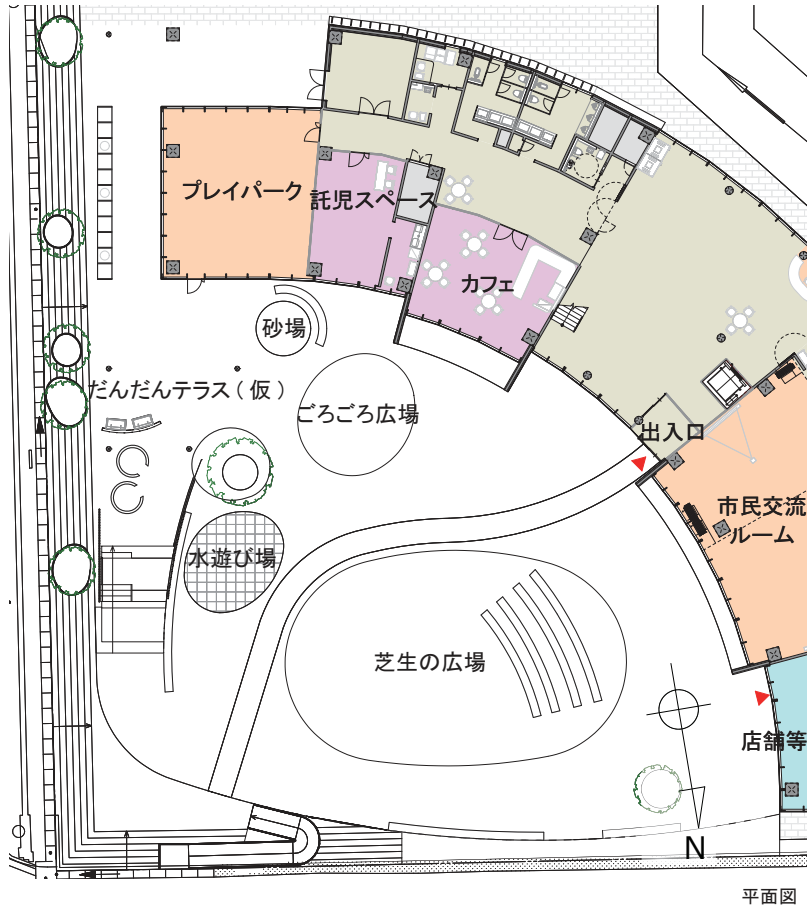 プレイパーク
託児スペース
カフェ
砂場
だんだんテラス(仮)
ごろごろ広場
出入口
市民交流
ルーム
水遊び場
芝生の広場
店舗等
N
平面図